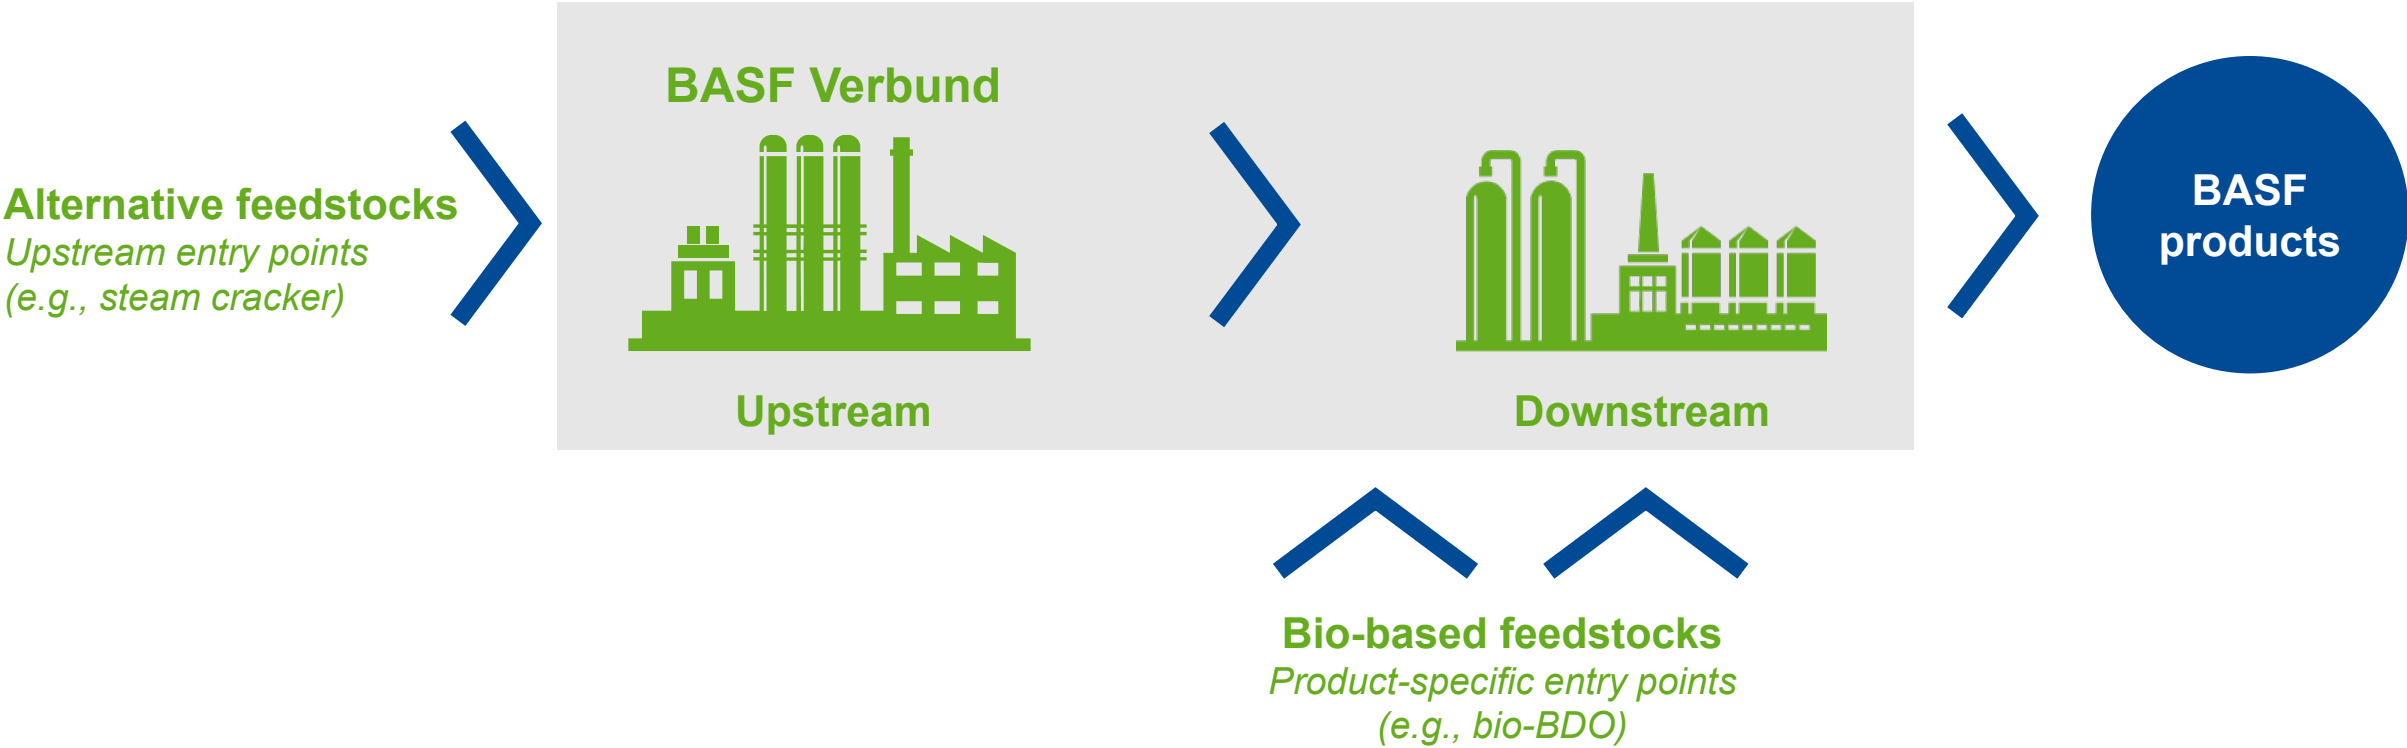 Alternative feedstocks
Upstream entry points
(e.g., steam cracker)
BASF Verbund
Upstream
Downstream
BASF
products
Bio-based feedstocks
Product-specific entry points
(e.g., bio-BDO)